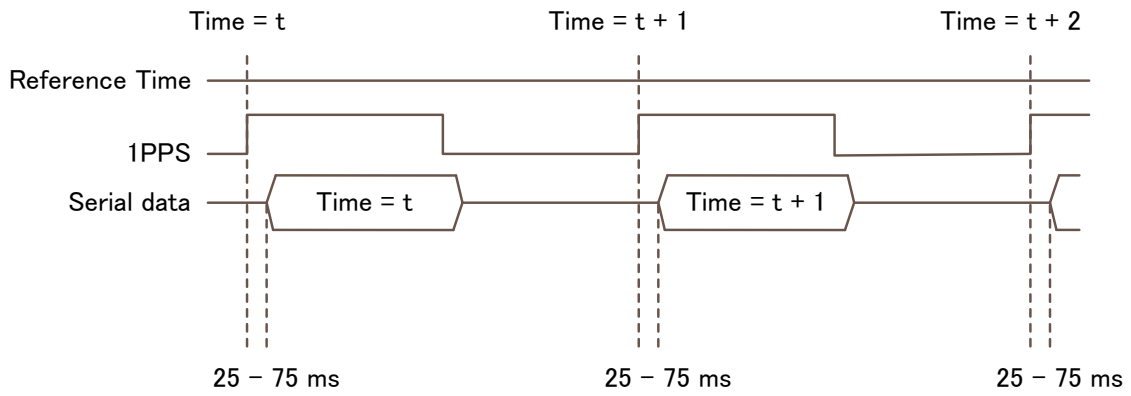 Time = t
Time = t + 1
Time = t + 2
Reference Time
1PPS
Serial data
Time = t
Time = t + 1
25 – 75 ms
25 – 75 ms
25 – 75 ms